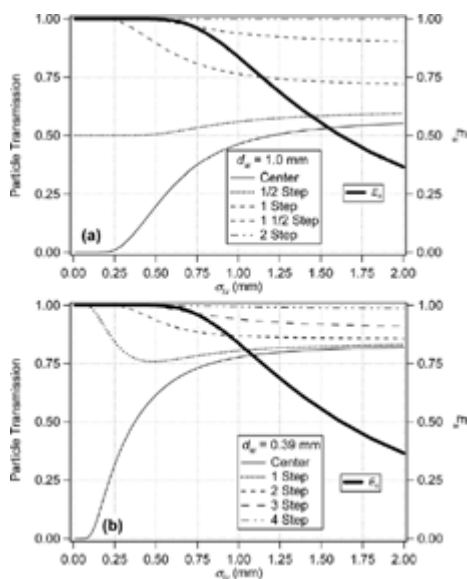 1.00
0.75
0.50
0.25
0.00
Particle Transmission
(a)
d_w = 1.0 mm
Center
1/2 Step
1 Step
1 1/2 Step
2 Step
1.00
0.75
0.50
0.25
0.00
0.00 0.25 0.50 0.75 1.00 1.25 1.50 1.75 2.00
(mm)
1.00
0.75
0.50
0.25
0.00
Particle Transmission
(b)
d_w = 0.39 mm
Center
1 Step
2 Step
3 Step
4 Step
1.00
0.75
0.50
0.25
0.00
0.00 0.25 0.50 0.75 1.00 1.25 1.50 1.75 2.00
(mm)